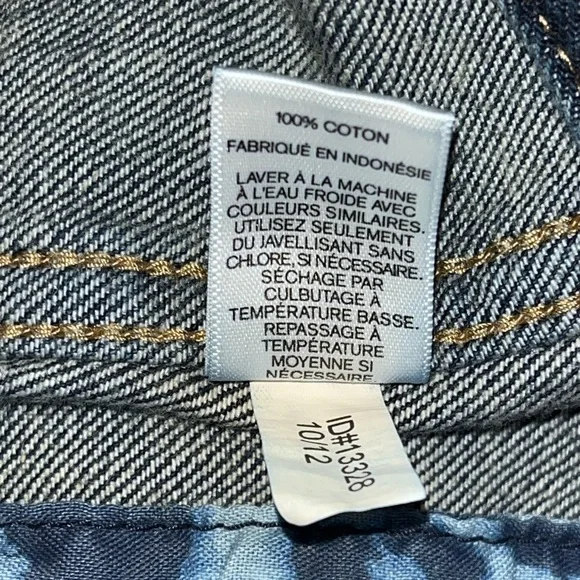 100% COTON
FABRIQUÉ EN INDONÉSIE
LAVER À LA MACHINE
À L'EAU FROIDE AVEC
COULEURS SIMILAIRES.
UTILISEZ SEULEMENT
DU JAVELLISANT SANS
CHLORE, SI NÉCESSAIRE.
SÉCHAGE PAR
CULBUTAGE À
TEMPÉRATURE BASSE.
REPASSAGE À
TEMPÉRATURE
MOYENNE SI
NÉCESSAIRE
ID#13328
10/12